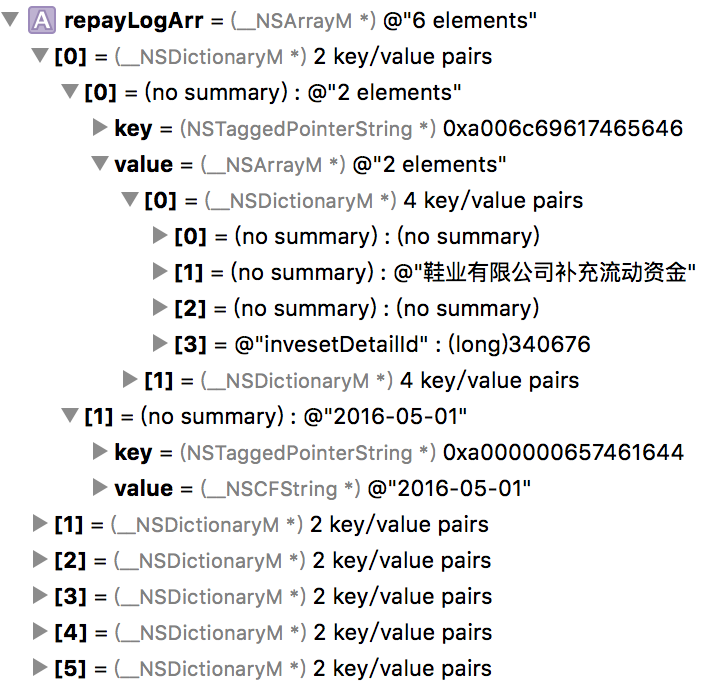 A repayLogArr = (__NSArrayM *) @"6 elements"
[0] = (__NSDictionaryM *) 2 key/value pairs
[0] = (no summary) : @"2 elements"
key = (NSTaggedPointerString *) 0xa006c69617465646
value = (__NSArrayM *) @"2 elements"
[0] = (__NSDictionaryM *) 4 key/value pairs
[0] = (no summary) : (no summary)
[1] = (no summary) : @"鞋业有限公司补充流动资金"
[2] = (no summary) : (no summary)
[3] = @"invesetDetailId" : (long)340676
[1] = (__NSDictionaryM *) 4 key/value pairs
[1] = (no summary) : @"2016-05-01"
key = (NSTaggedPointerString *) 0xa000000657461644
value = (__NSCFString *) @"2016-05-01"
[1] = (__NSDictionaryM *) 2 key/value pairs
[2] = (__NSDictionaryM *) 2 key/value pairs
[3] = (__NSDictionaryM *) 2 key/value pairs
[4] = (__NSDictionaryM *) 2 key/value pairs
[5] = (__NSDictionaryM *) 2 key/value pairs